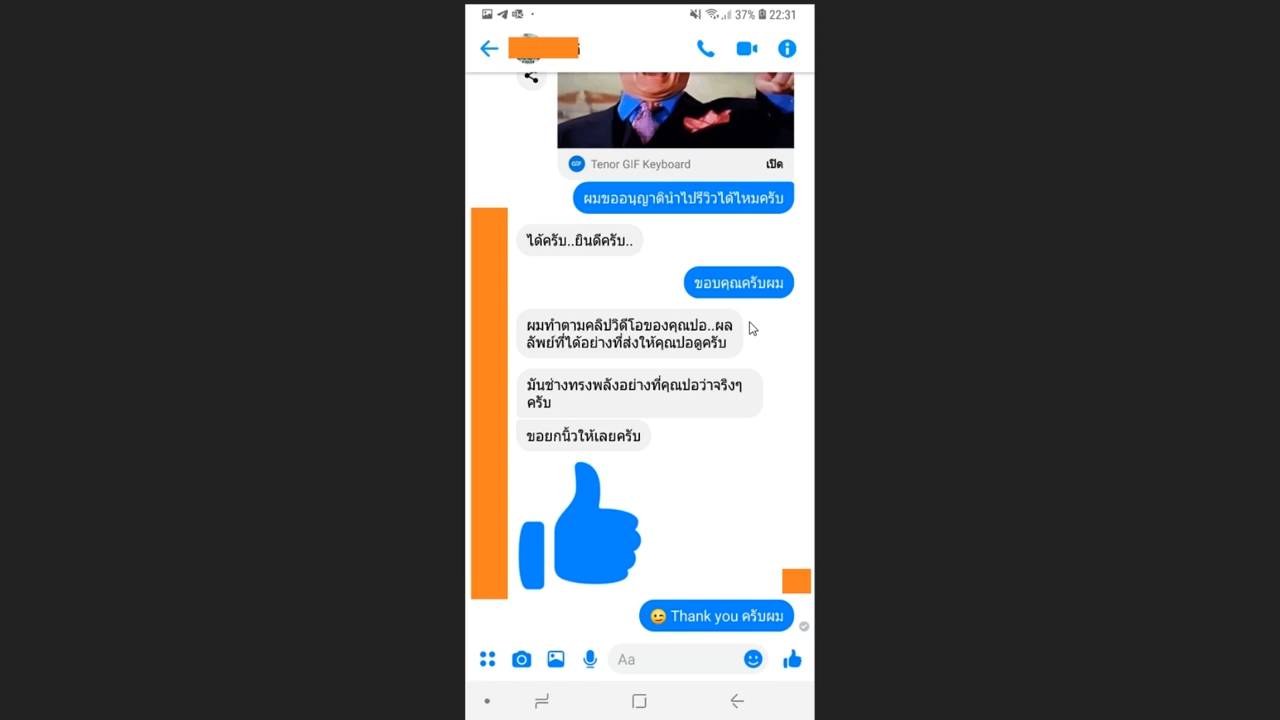 37% 22:31
GIF Tenor GIF Keyboard เปิด
ผมขออนุญาตินำไปรีวิวได้ไหมครับ
ได้ครับ..ยินดีครับ..
ขอบคุณครับผม
ผมทำตามคลิปวิดีโอของคุณปอ..ผล
ลัพย์ที่ได้อย่างที่ส่งให้คุณปอดูครับ
มันช่างทรงพลังอย่างที่คุณปอว่าจริงๆ
ครับ
ขอยกนิ้วให้เลยครับ
Thank you ครับผม
Aa